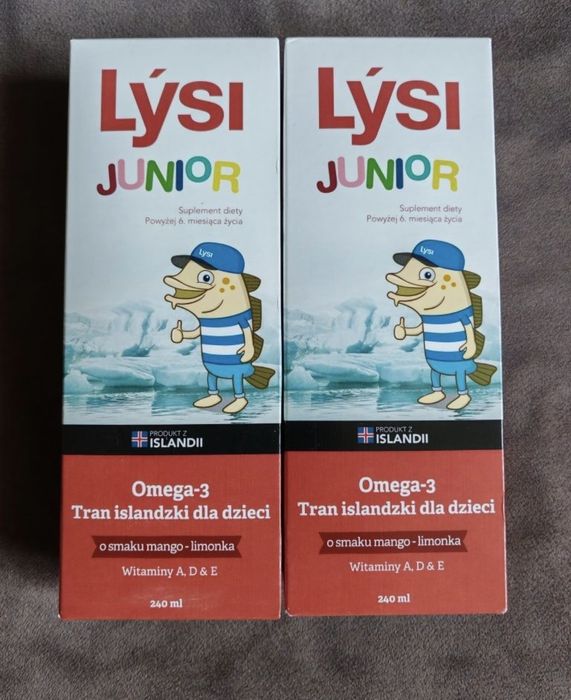 Lýsi
JUNIOR
Suplement diety
Powyżej 6. miesiąca życia
Lýsi
PRODUKT Z
ISLANDII
Omega-3
Tran islandzki dla dzieci
o smaku mango - limonka
Witaminy A, D & E
240 ml
Lýsi
JUNIOR
Suplement diety
Powyżej 6. miesiąca życia
Lýsi
PRODUKT Z
ISLANDII
Omega-3
Tran islandzki dla dzieci
o smaku mango - limonka
Witaminy A, D & E
240 ml